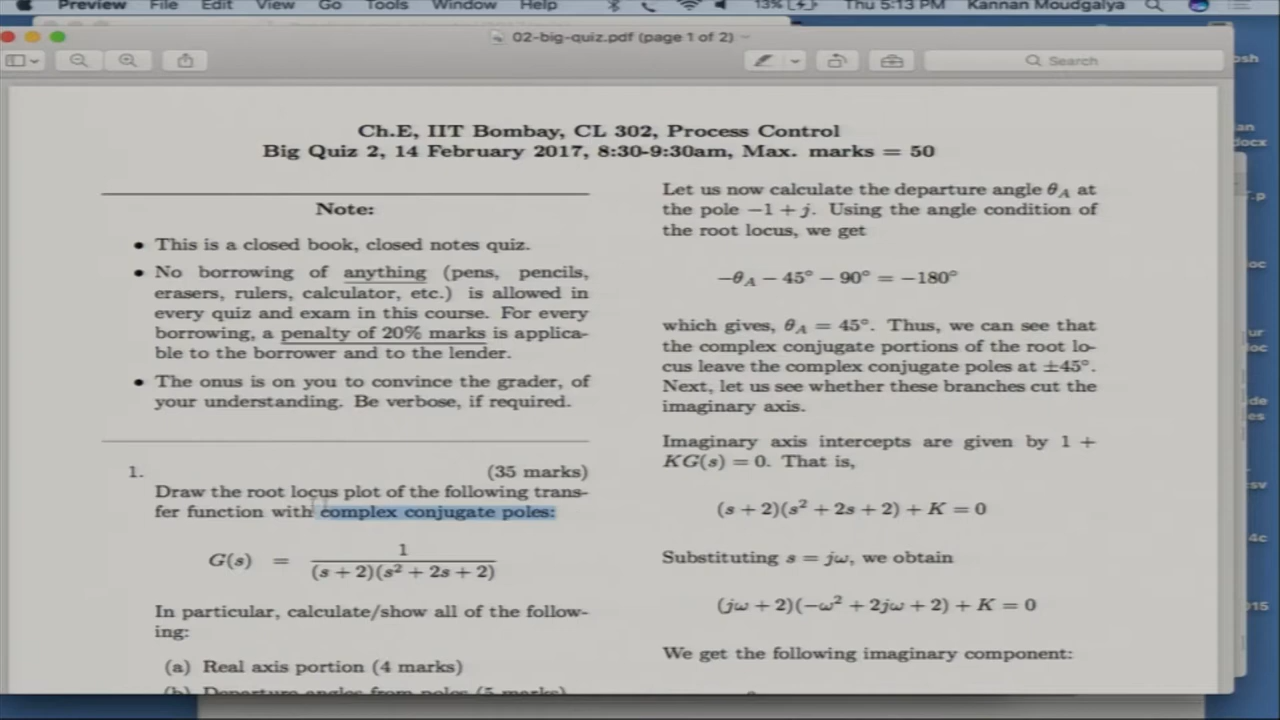 Preview File Edit View Go Tools Window Help 13% Thu 5:13 PM Kannan Moudgalya
02-big-quiz.pdf (page 1 of 2)
Search
Ch.E, IIT Bombay, CL 302, Process Control
Big Quiz 2, 14 February 2017, 8:30-9:30am, Max. marks = 50
Note:
• This is a closed book, closed notes quiz.
• No borrowing of anything (pens, pencils,
erasers, rulers, calculator, etc.) is allowed in
every quiz and exam in this course. For every
borrowing, a penalty of 20% marks is applica-
ble to the borrower and to the lender.
• The onus is on you to convince the grader, of
your understanding. Be verbose, if required.
1. (35 marks)
Draw the root locus plot of the following trans-
fer function with complex conjugate poles:
G(s) = 1 / (s + 2)(s² + 2s + 2)
In particular, calculate/show all of the follow-
ing:
(a) Real axis portion (4 marks)
(b) Departure angles from poles (5 marks)
Let us now calculate the departure angle θA at
the pole −1 + j. Using the angle condition of
the root locus, we get
−θA − 45° − 90° = −180°
which gives, θA = 45°. Thus, we can see that
the complex conjugate portions of the root lo-
cus leave the complex conjugate poles at ±45°.
Next, let us see whether these branches cut the
imaginary axis.
Imaginary axis intercepts are given by 1 +
KG(s) = 0. That is,
(s + 2)(s² + 2s + 2) + K = 0
Substituting s = jω, we obtain
(jω + 2)(−ω² + 2jω + 2) + K = 0
We get the following imaginary component: